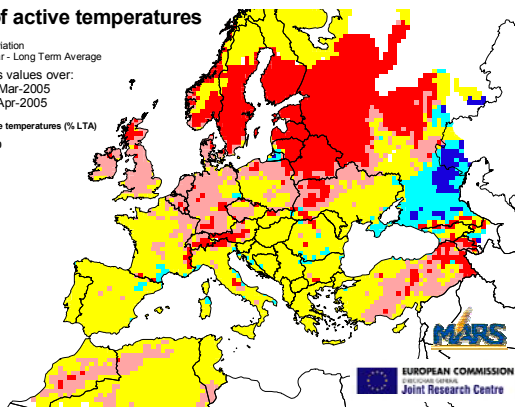 of active temperatures
r - Long Term Average
s values over:
Mar-2005
Apr-2005
e temperatures (% LTA)
MARS
EUROPEAN COMMISSION
DIRECTORATE GENERAL
Joint Research Centre